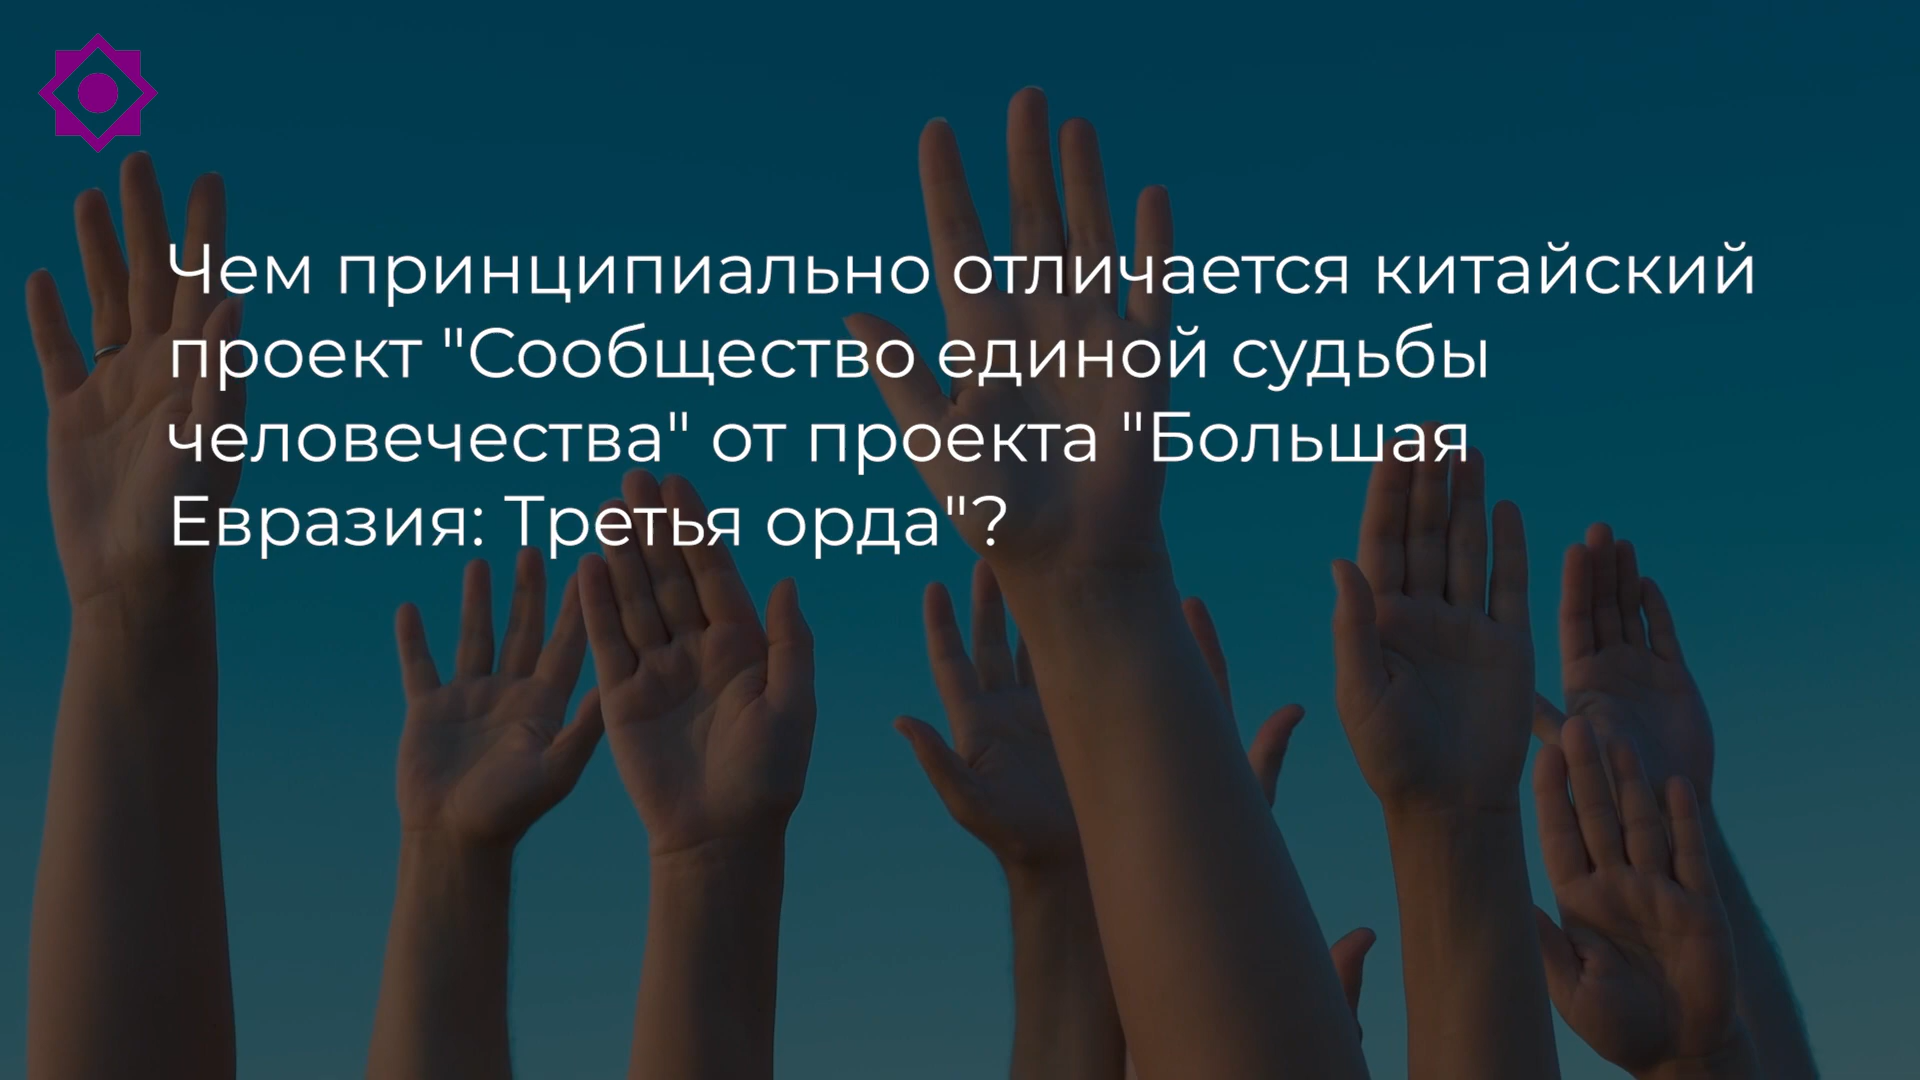 Чем принципиально отличается китайский
проект "Сообщество единой судьбы
человечества" от проекта "Большая
Евразия: Третья орда"?